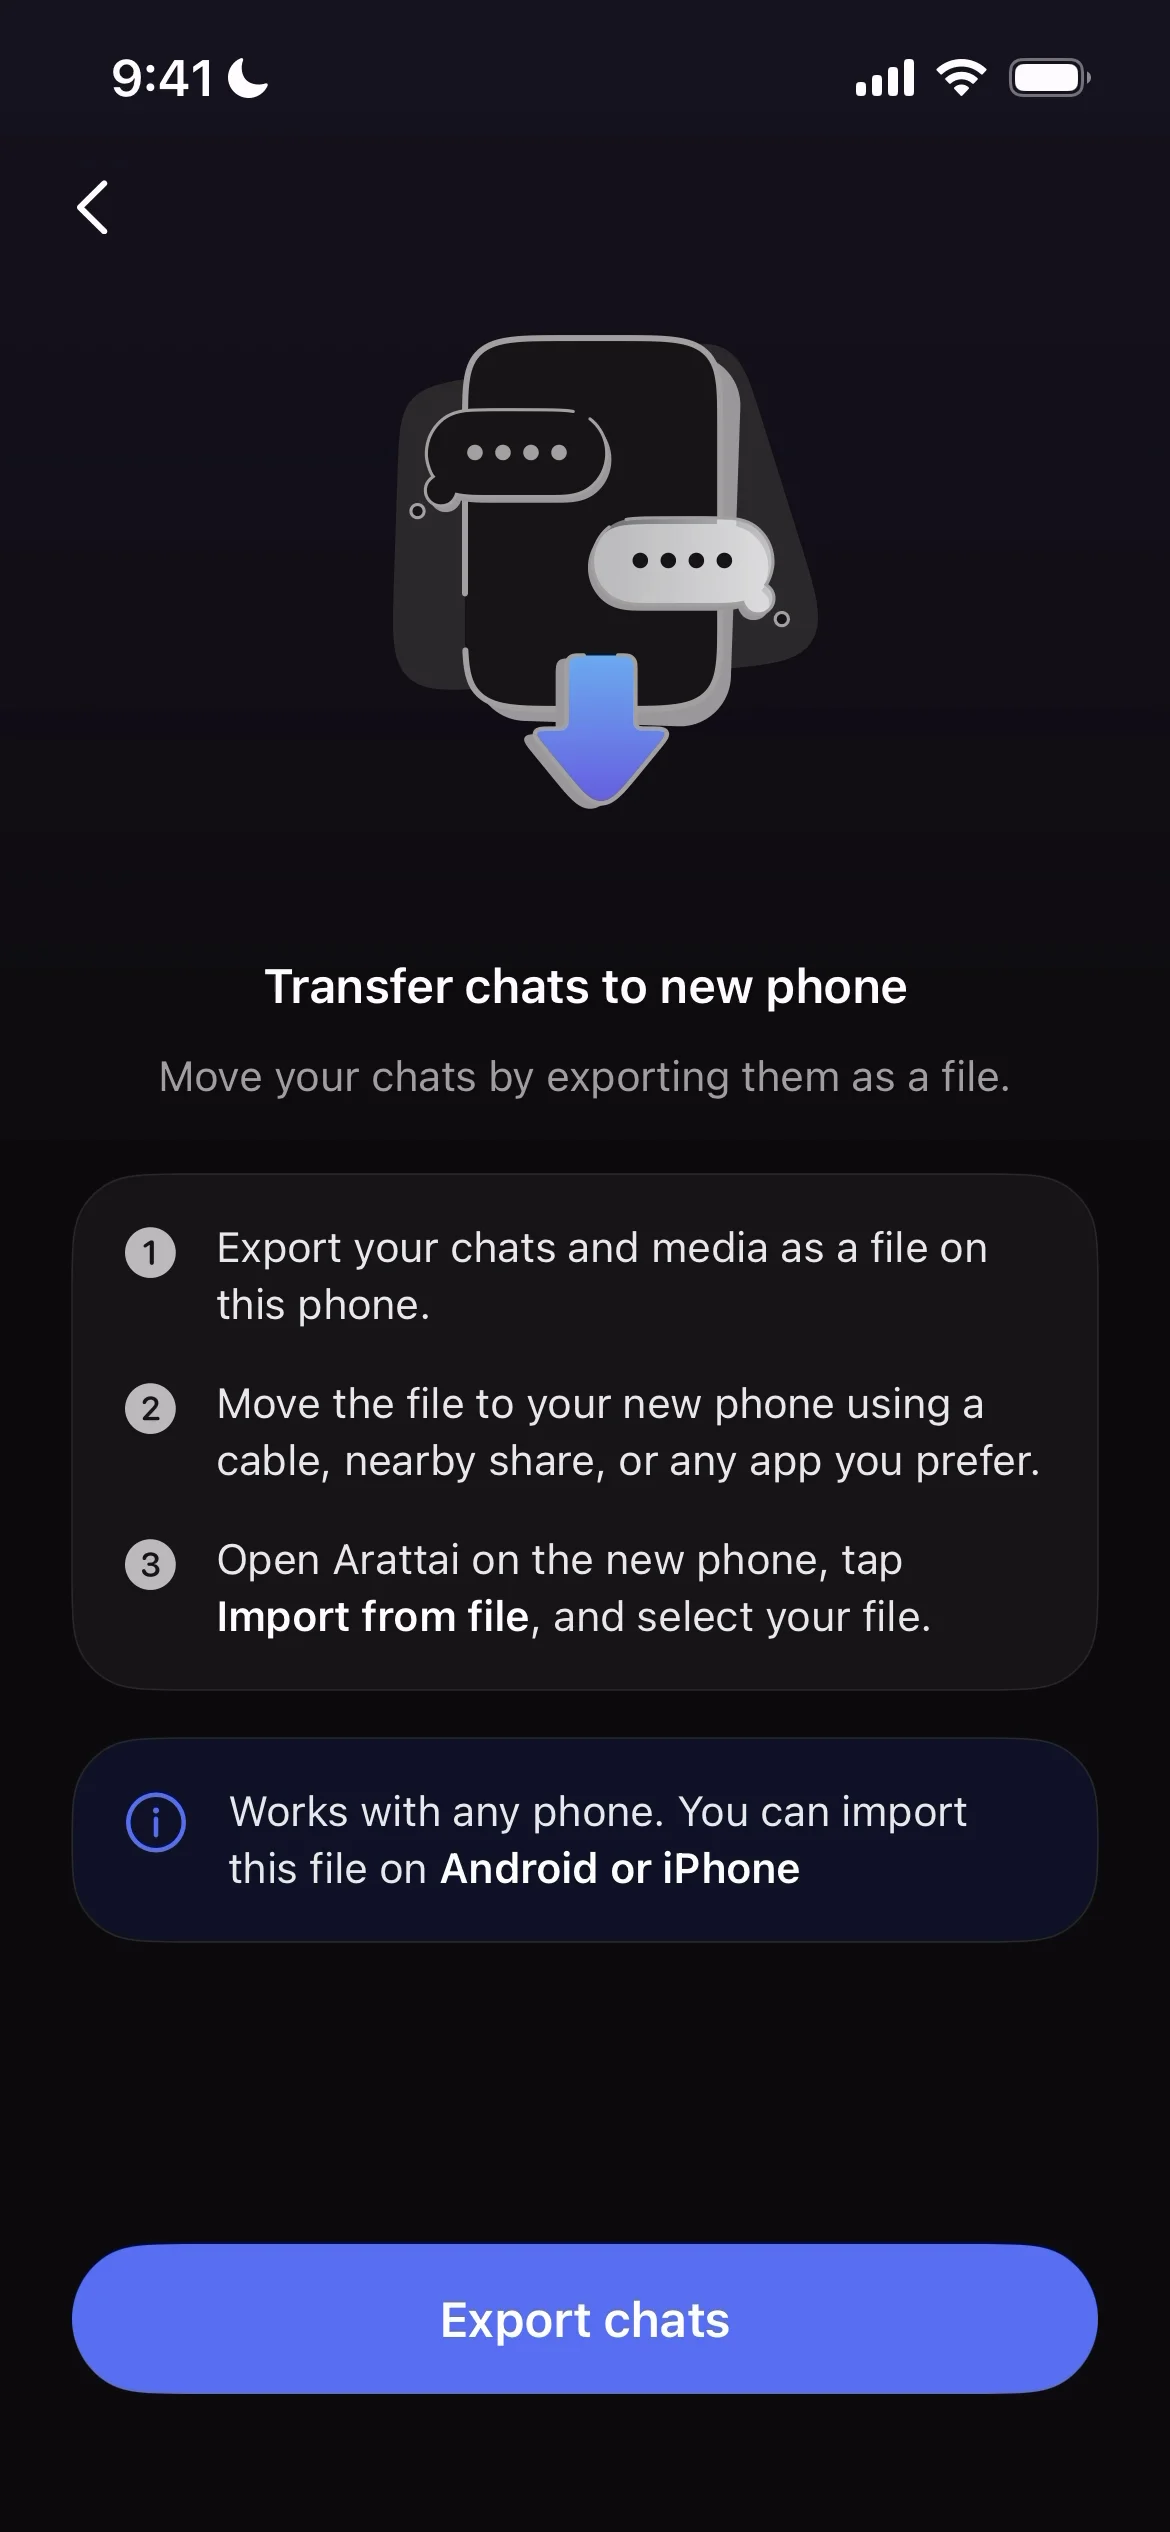 9:41
Transfer chats to new phone
Move your chats by exporting them as a file.
1 Export your chats and media as a file on
this phone.
2 Move the file to your new phone using a
cable, nearby share, or any app you prefer.
3 Open Arattai on the new phone, tap
Import from file, and select your file.
Works with any phone. You can import
this file on Android or iPhone
Export chats